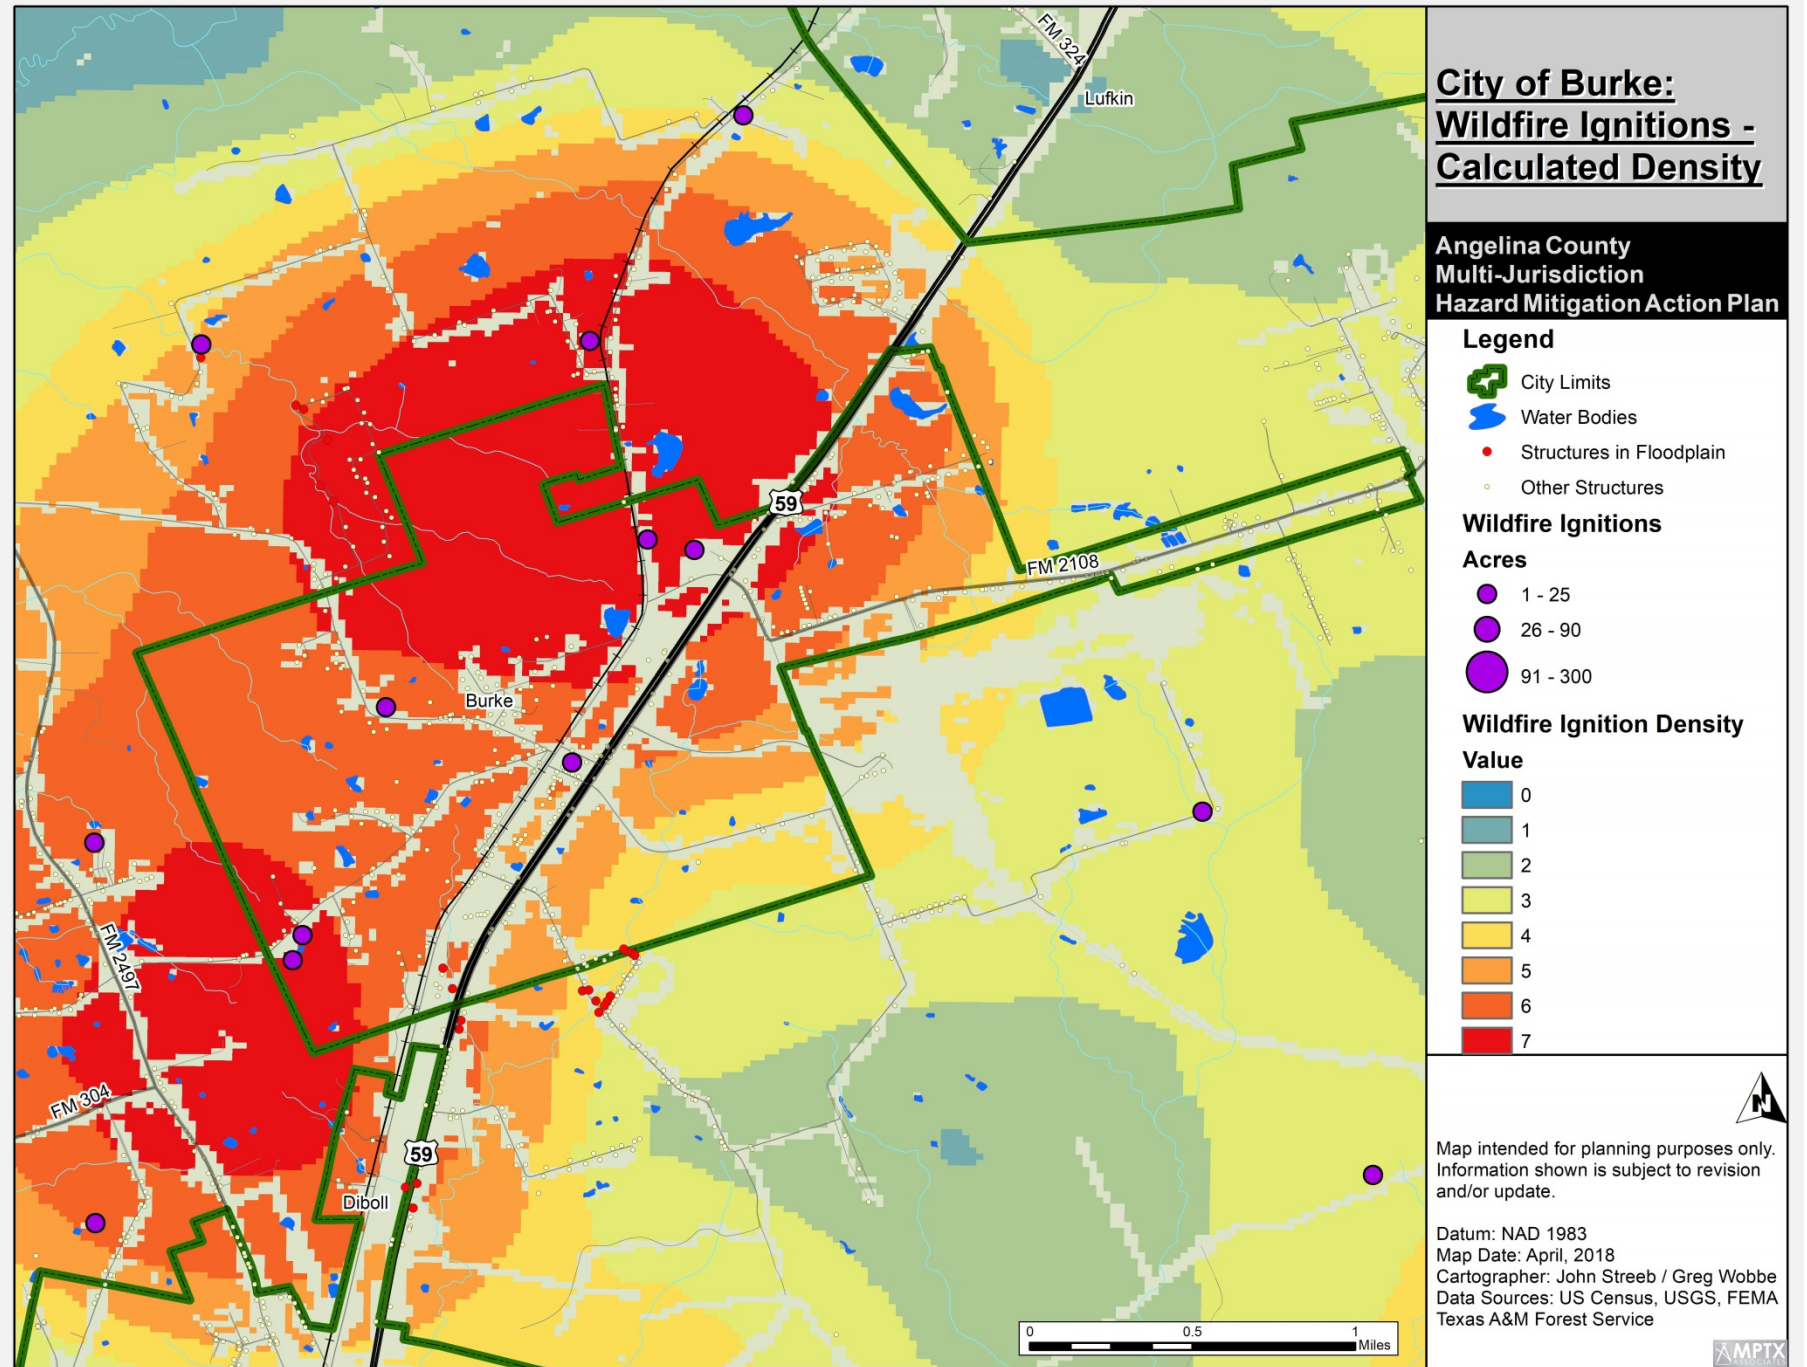 City of Burke:
Wildfire Ignitions -
Calculated Density
Angelina County
Multi-Jurisdiction
Hazard Mitigation Action Plan
Legend
City Limits
Water Bodies
Structures in Floodplain
Other Structures
Wildfire Ignitions
Acres
1 - 25
26 - 90
91 - 300
Wildfire Ignition Density
Value
0
1
2
3
4
5
6
7
Map intended for planning purposes only.
Information shown is subject to revision
and/or update.
Datum: NAD 1983
Map Date: April, 2018
Cartographer: John Streeb / Greg Wobbe
Data Sources: US Census, USGS, FEMA
Texas A&M Forest Service
MPTX
ASSOCIATES
N
FM 324
Lufkin
59
FM 2108
Burke
FM 2497
FM 304
59
Diboll
0 0.5 1
Miles